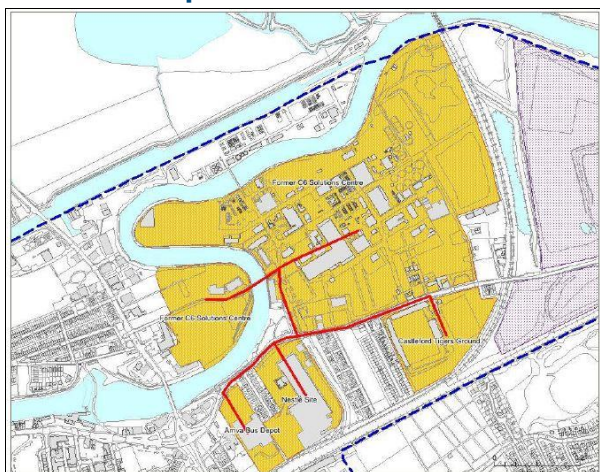 Former C6 Solutions Centre
Former C6 Solutions Centre
Castleford Tigers Ground
Nestle Site
Arriva Bus Depot